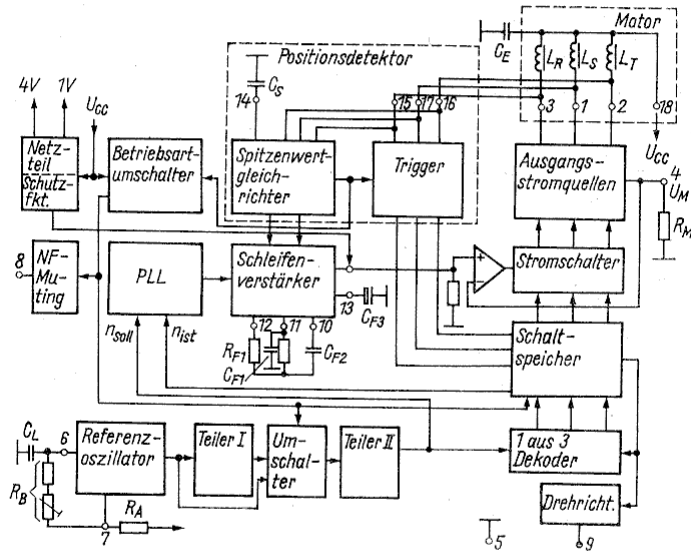 Motor
Positionsdetektor
C_E
L_R
L_S
L_T
C_S
4V
1V
U_CC
14
15
17
16
3
1
2
18
U_CC
Netz-
teil
Schutz-
fkt.
Betriebsart-
umschalter
Spitzenwert-
gleich-
richter
Trigger
Ausgangs-
stromquellen
4
U_M
R_M
8
NF-
Mu-
ting
PLL
Schleifen-
verstärker
+
-
Stromschalter
13
C_F3
n_soll
n_ist
12
11
10
R_F1
C_F1
C_F2
Schalt-
speicher
C_L
6
Referenz-
oszillator
Teiler I
Um-
schal-
ter
Teiler II
1 aus 3
Dekoder
R_B
R_A
7
Drehricht.
5
9